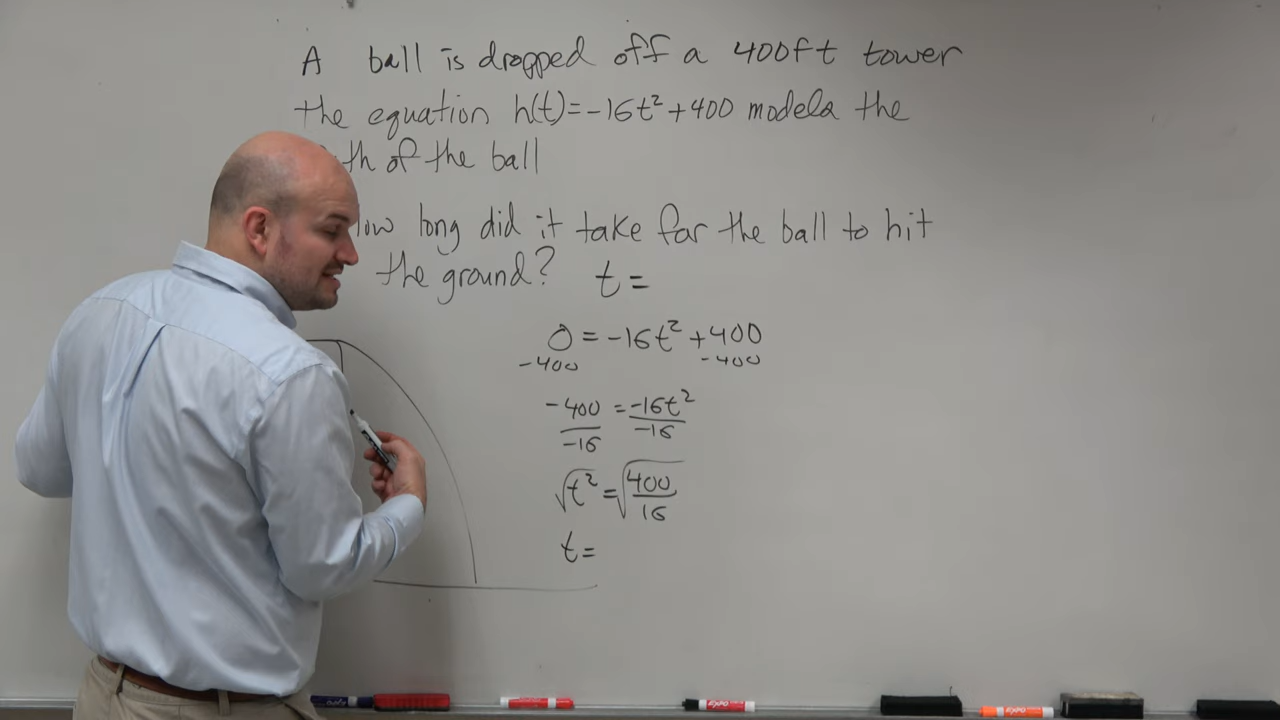 A ball is dropped off a 400ft tower
the equation h(t)=-16t²+400 models the
of the ball
long did it take for the ball to hit
the ground? t=
0=-16t²+400
-400 -400
-400/-16 = -16t²/-16
√t² = √400/16
t=
EXPO